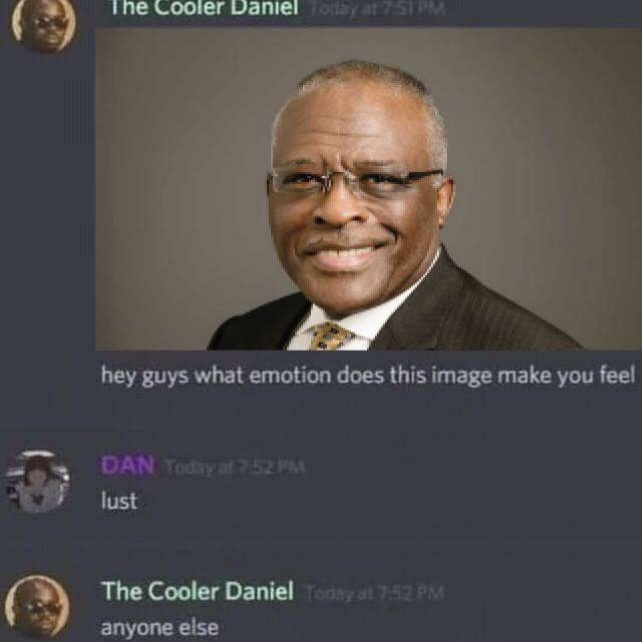 The Cooler Daniel Today at 7:51 PM
hey guys what emotion does this image make you feel
DAN Today at 7:52 PM
lust
The Cooler Daniel Today at 7:52 PM
anyone else